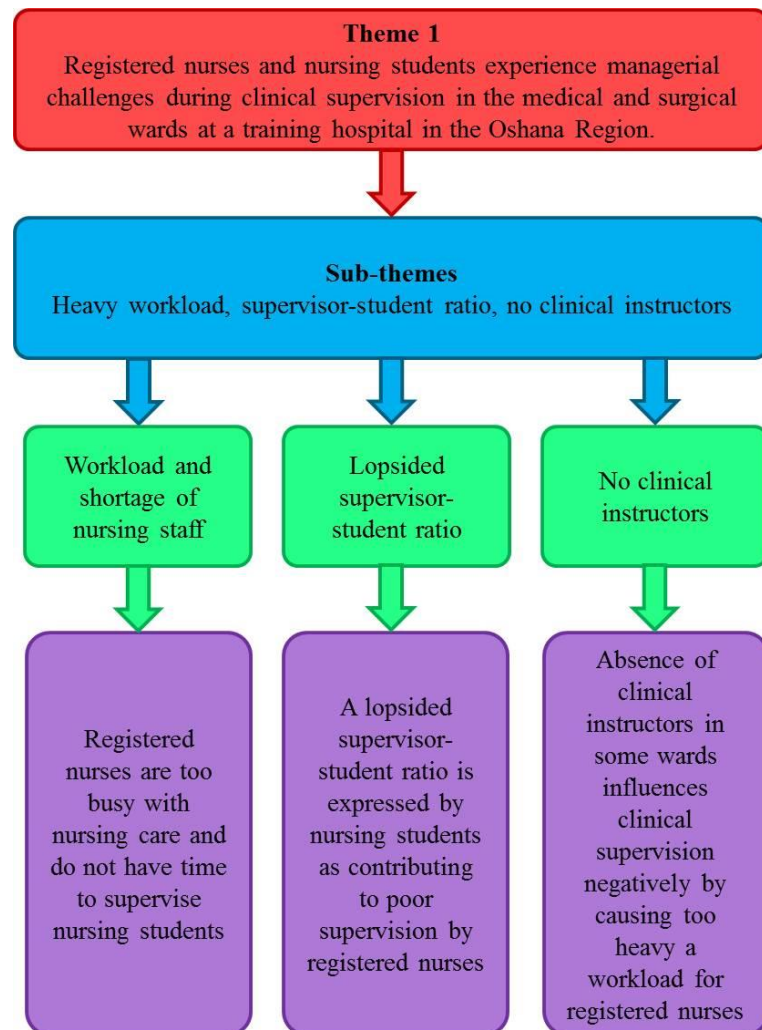 Theme 1
Registered nurses and nursing students experience managerial
challenges during clinical supervision in the medical and surgical
wards at a training hospital in the Oshana Region.
Sub-themes
Heavy workload, supervisor-student ratio, no clinical instructors
Workload and
shortage of
nursing staff
Lopsided
supervisor-
student ratio
No clinical
instructors
Registered
nurses are too
busy with
nursing care and
do not have time
to supervise
nursing students
A lopsided
supervisor-
student ratio is
expressed by
nursing students
as contributing
to poor
supervision by
registered nurses
Absence of
clinical
instructors in
some wards
influences
clinical
supervision
negatively by
causing too
heavy a
workload for
registered nurses